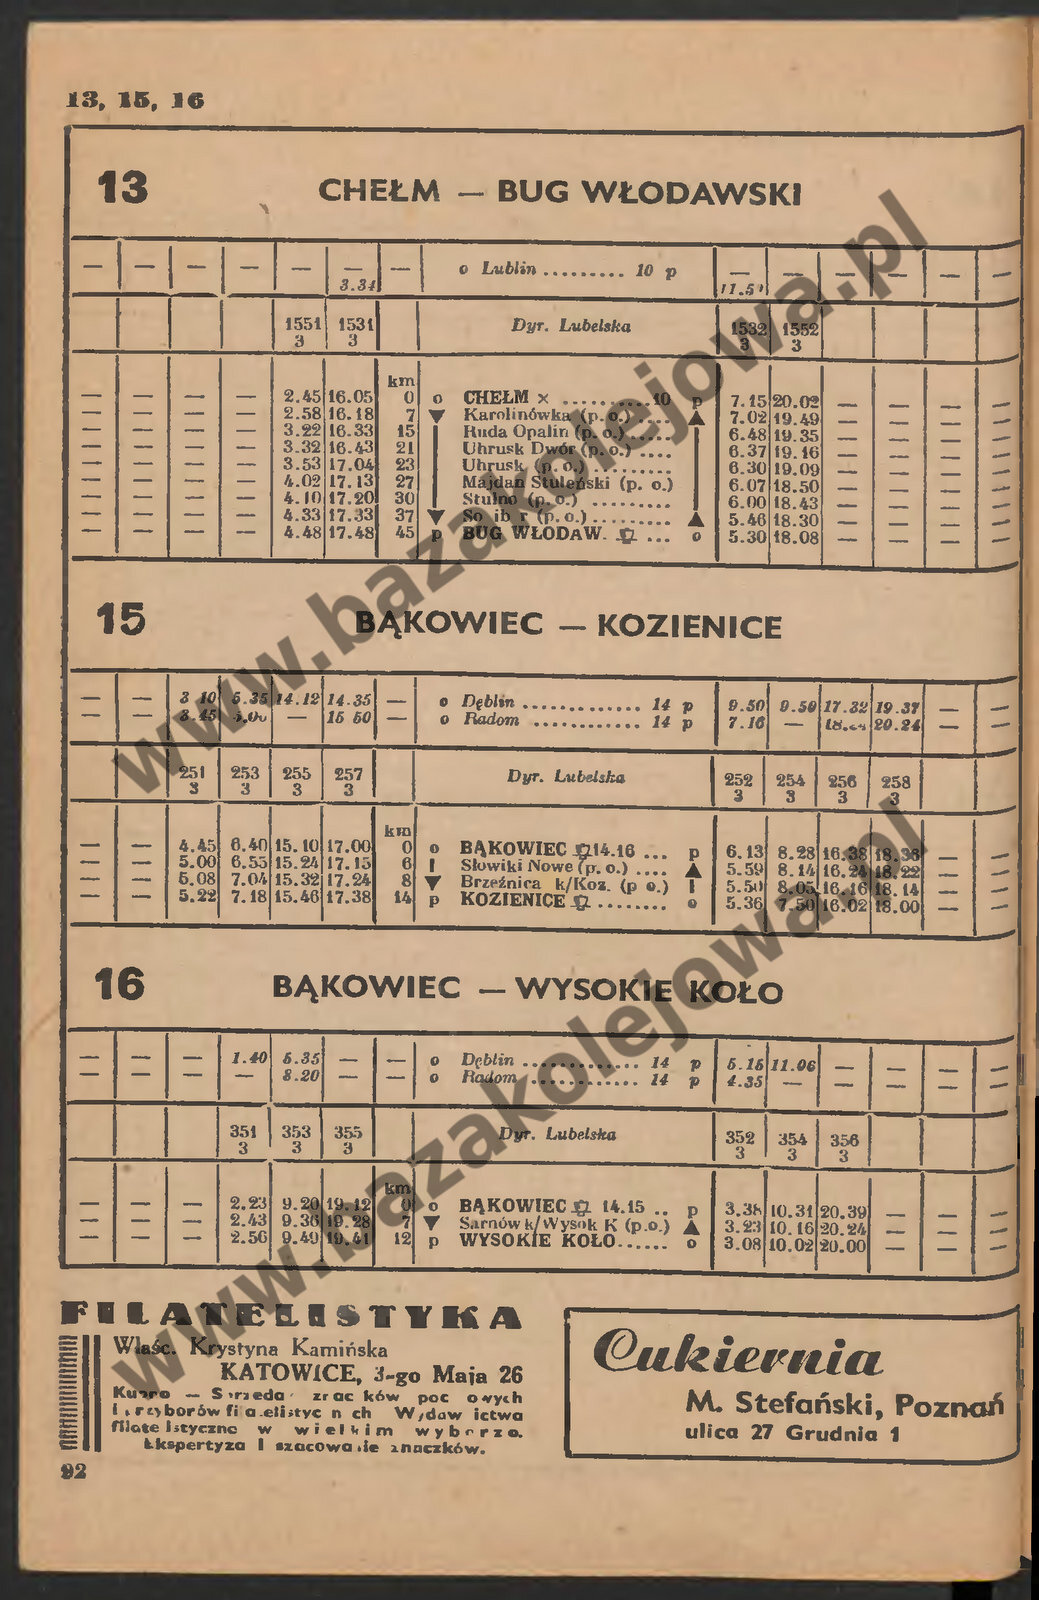 13, 15, 16
13 CHEŁM — BUG WŁODAWSKI
— — — — — — — o Lublin .......... 10 p — — — — — —
3.34 11.51
1551 1531 Dyr. Lubelska 1532 1552
3 3 3 3
km
— — — — 2.45 16.05 0 o CHEŁM × ........... 10 p 7.15 20.02 — — — —
— — — — 2.58 16.18 7 ▼ Karolinówka (p. o.) .... ▲ 7.02 19.49 — — — —
— — — — 3.22 16.33 15 Ruda Opalin (p. o.) ..... 6.48 19.35 — — — —
— — — — 3.32 16.43 21 Uhrusk Dwór (p. o.) .... 6.37 19.16 — — — —
— — — — 3.53 17.04 23 Uhrusk (p. o.) .......... 6.30 19.09 — — — —
— — — — 4.02 17.13 27 Majdan Stuleński (p. o.) 6.07 18.50 — — — —
— — — — 4.10 17.20 30 Stulno (p. o.) .......... 6.00 18.43 — — — —
— — — — 4.33 17.33 37 ▼ (p. o.) .......... ▲ 5.46 18.30 — — — —
— — — — 4.48 17.48 45 p BUG WŁODAW. ... o 5.30 18.08 — — — —
15 BĄKOWIEC — KOZIENICE
— — 3 10 5.35 14.12 14.35 — o Dęblin .............. 14 p 9.50 9.50 17.32 19.37 — —
— — 3.45 — 15 50 — o Radom ............ 14 p 7.16 — 20.24 — —
251 253 255 257 Dyr. Lubelska 252 254 256 258
3 3 3 3 3 3 3 3
km
— — 4.45 6.40 15.10 17.00 0 o BĄKOWIEC 14.16 ... p 6.13 8.28 16.38 18.36 — —
— — 5.00 6.55 15.24 17.15 6 Słowiki Nowe (p. o.) .... ▲ 5.59 8.14 16.24 18.22 — —
— — 5.08 7.04 15.32 17.24 8 ▼ Brzeźnica k/Koz. (p o.) 5.50 8.05 16.16 18.14 — —
— — 5.22 7.18 15.46 17.38 14 p KOZIENICE ......... o 5.36 7.50 16.02 18.00 — —
16 BĄKOWIEC — WYSOKIE KOŁO
— — — 1.40 5.35 — — o Dęblin .............. 14 p 5.15 11.06 — — — —
— — — — 8.20 — — o Radom .............. 14 p 4.35 — — — — —
351 353 355 Dyr. Lubelska 352 354 356
3 3 3 3 3 3
km
— — — 2.23 9.20 19.12 0 o BĄKOWIEC 14.15 .. p 3.38 10.31 20.39 — — —
— — — 2.43 9.36 19.28 7 ▼ Sarnów k/Wysok K (p.o.) ▲ 3.23 10.16 20.24 — — —
— — — 2.56 9.49 19.41 12 p WYSOKIE KOŁO...... o 3.08 10.02 20.00 — — —
FILATELISTYKA
Właśc. Krystyna Kamińska
KATOWICE, 3-go Maja 26
— ków
w wielkim
Ekspertyza znaczków.
Cukiernia
M. Stefański, Poznań
ulica 27 Grudnia 1
92
www.bazakolejowa.pl
www.bazakolejowa.pl